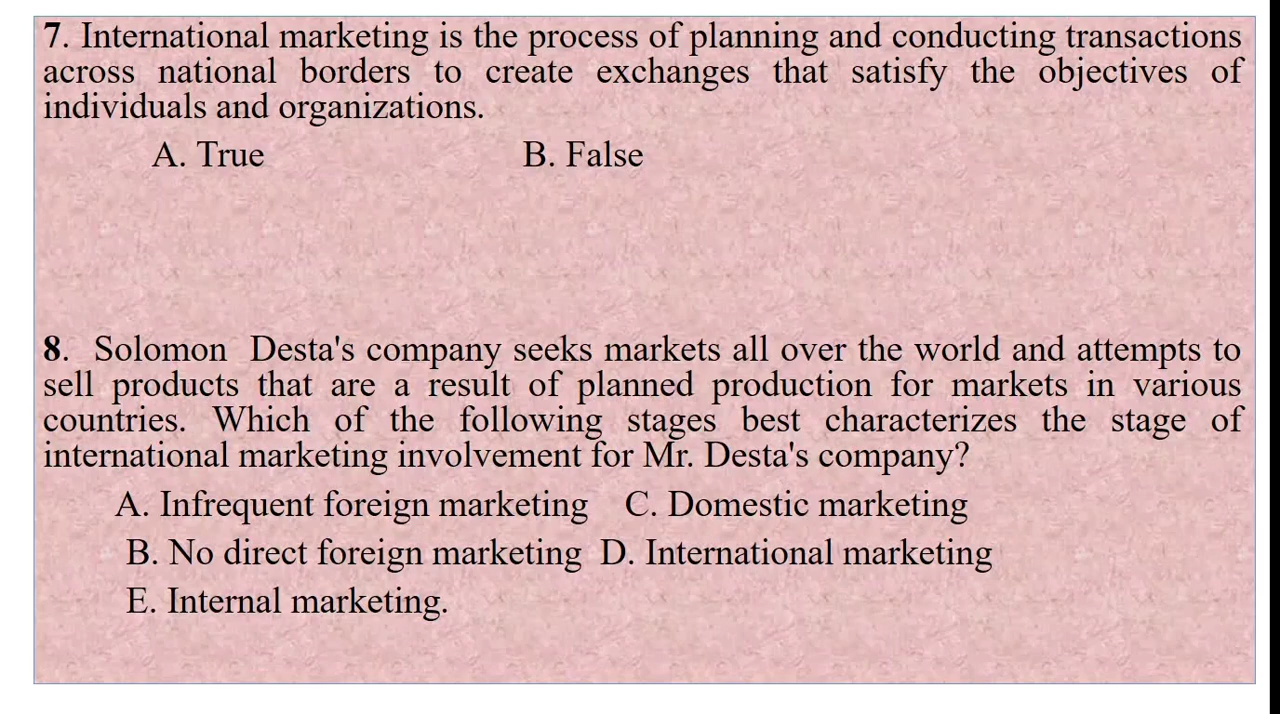 7. International marketing is the process of planning and conducting transactions
across national borders to create exchanges that satisfy the objectives of
individuals and organizations.
A. True B. False
8. Solomon Desta's company seeks markets all over the world and attempts to
sell products that are a result of planned production for markets in various
countries. Which of the following stages best characterizes the stage of
international marketing involvement for Mr. Desta's company?
A. Infrequent foreign marketing C. Domestic marketing
B. No direct foreign marketing D. International marketing
E. Internal marketing.